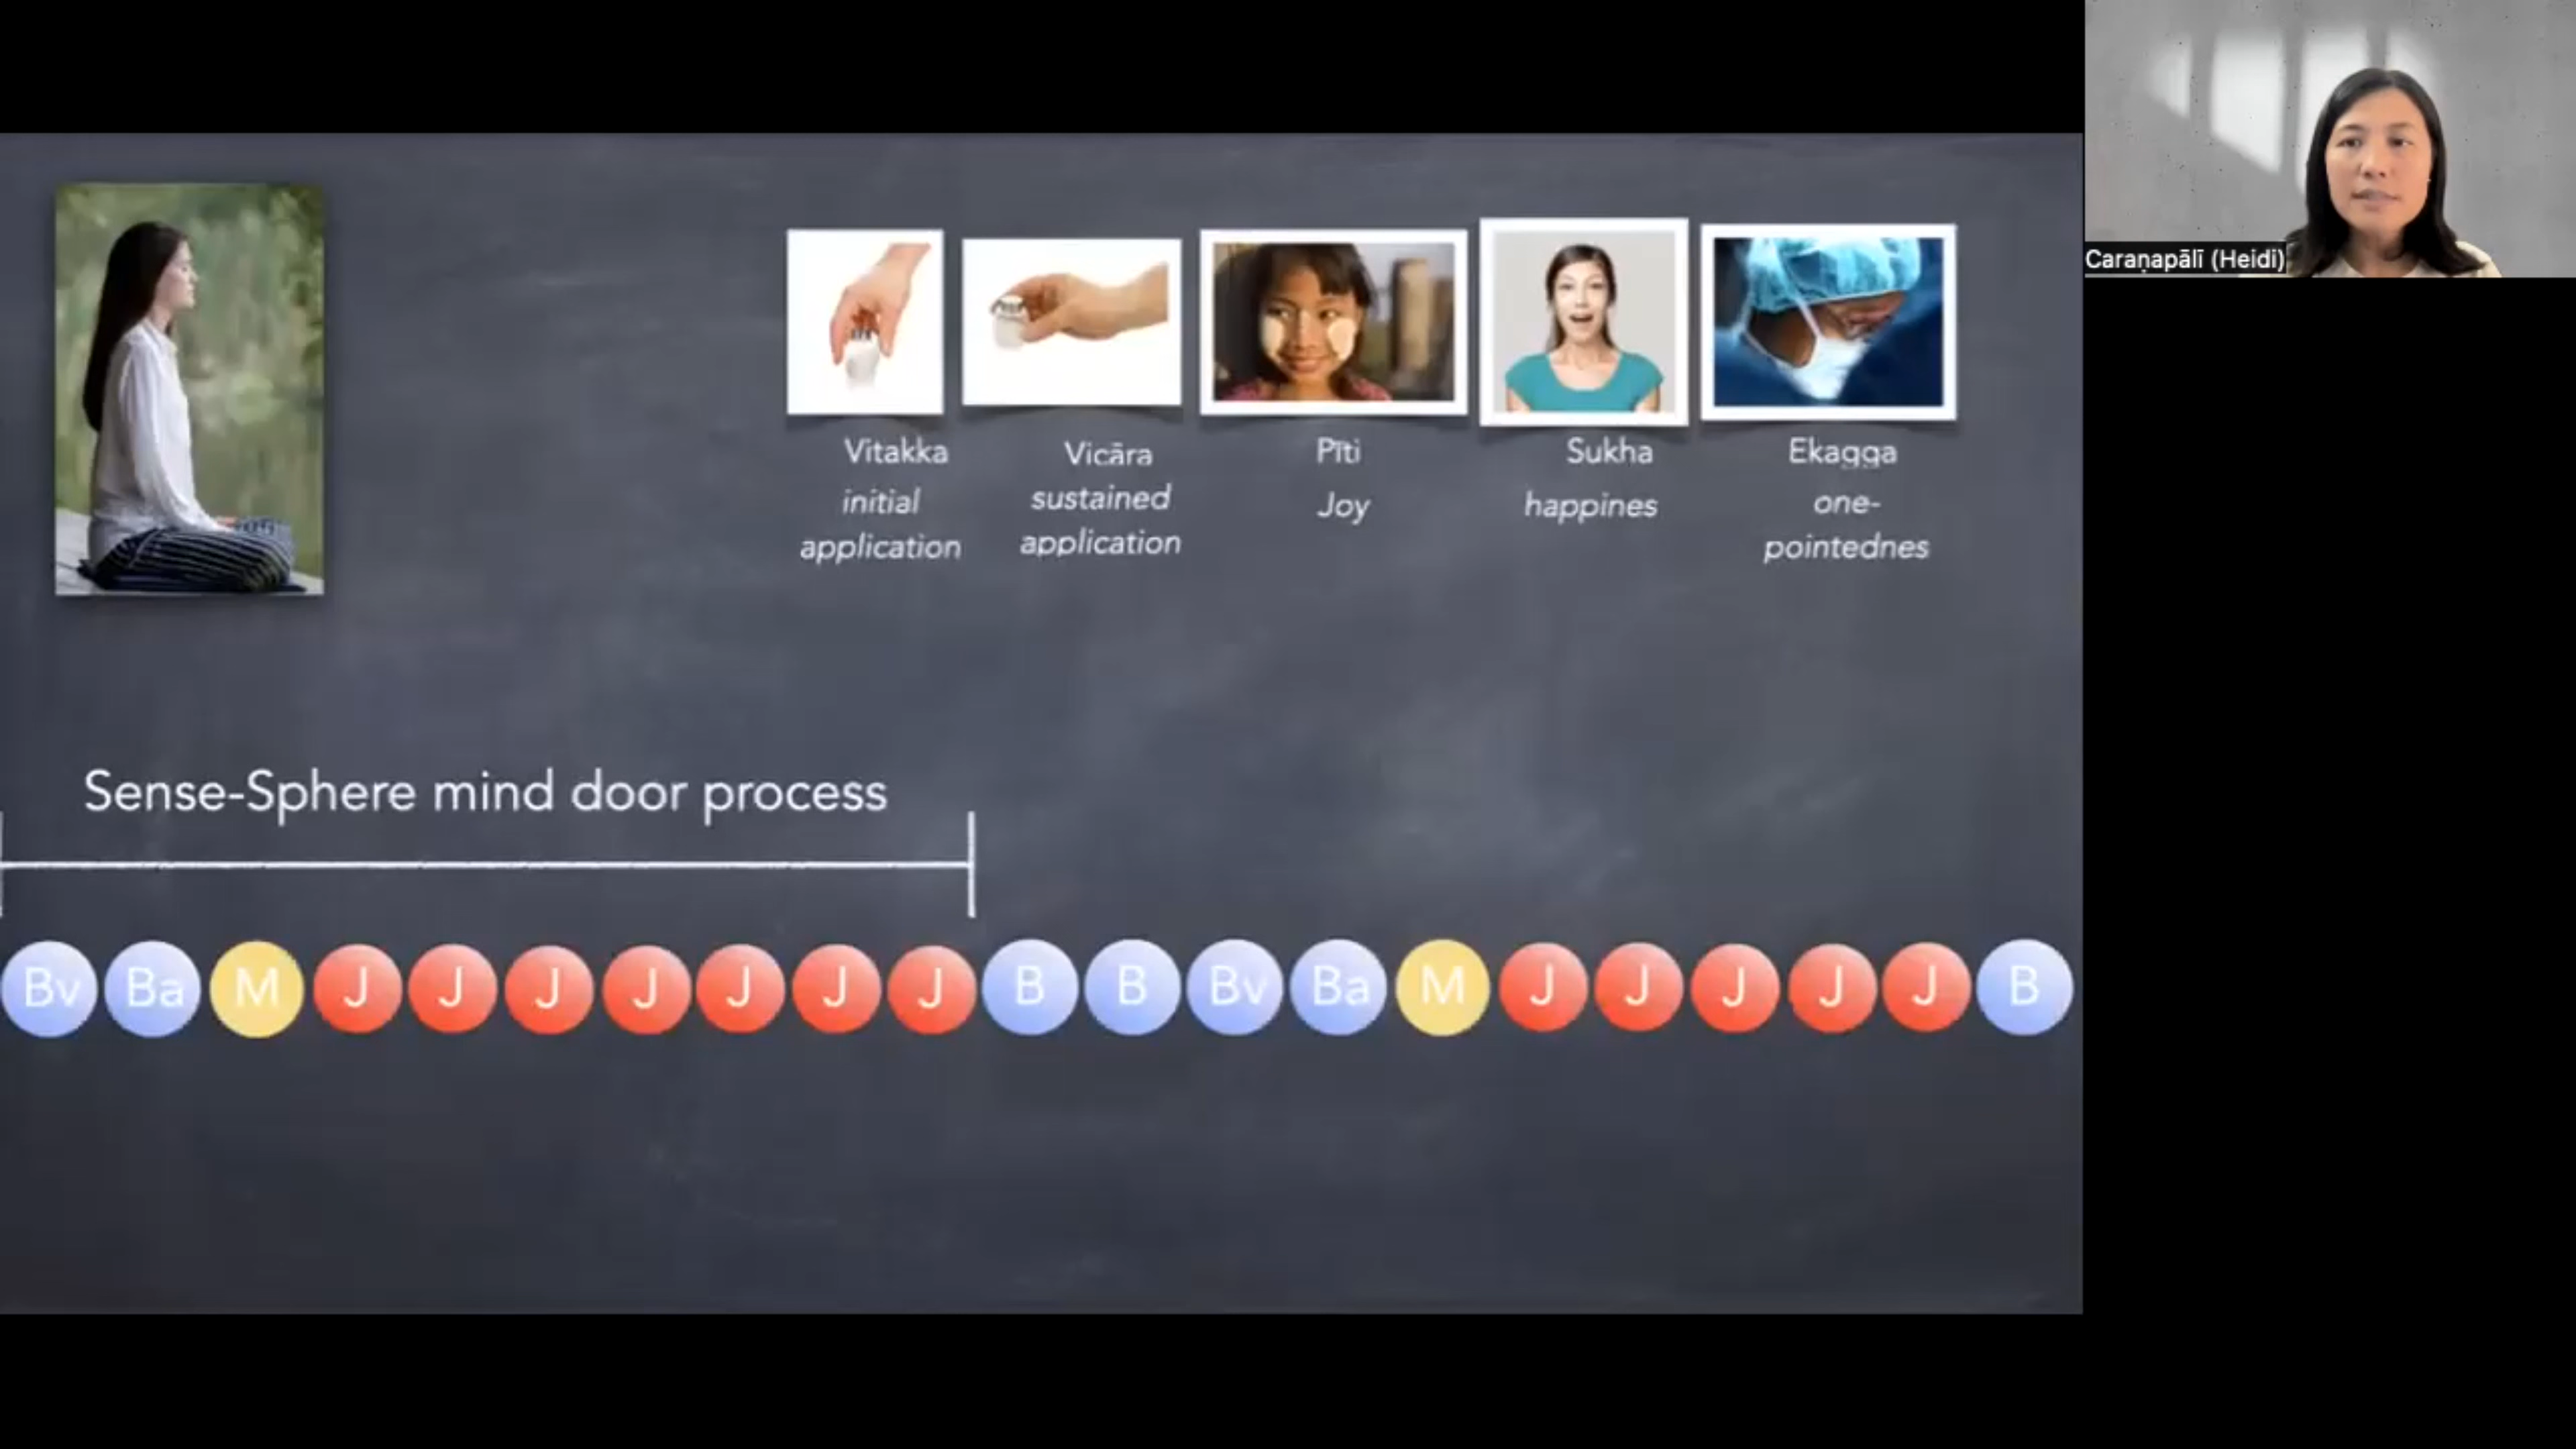 Caraṇapālī (Heidi)
Vitakka
initial
application
Vicāra
sustained
application
Pīti
Joy
Sukha
happines
Ekagga
one-
pointednes
Sense-Sphere mind door process
Bv Ba M J J J J J J J B B Bv Ba M J J J J J B